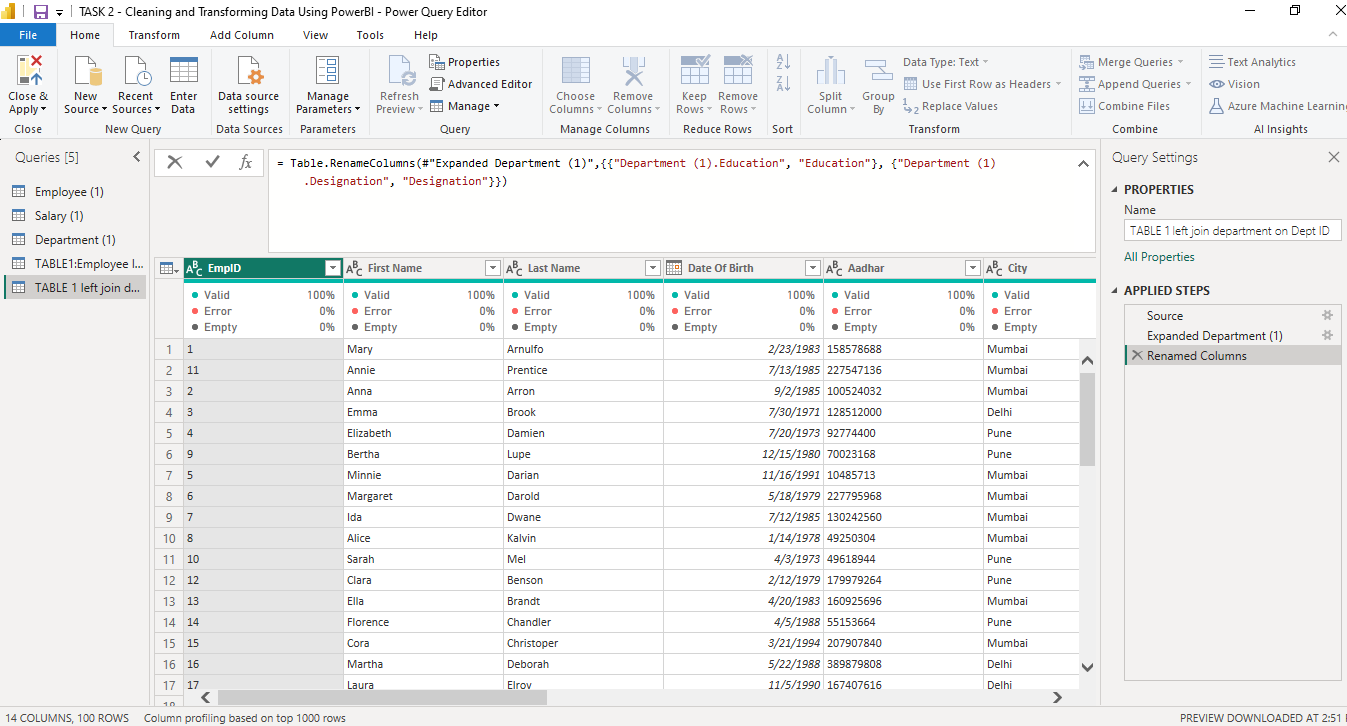 TASK 2 - Cleaning and Transforming Data Using PowerBI - Power Query Editor
File Home Transform Add Column View Tools Help
Close & Apply
New Source
Recent Sources
Enter Data
Data source settings
Manage Parameters
Refresh Preview
Properties
Advanced Editor
Manage
Choose Columns
Remove Columns
Keep Rows
Remove Rows
Split Column
Group By
Data Type: Text
Use First Row as Headers
Replace Values
Merge Queries
Append Queries
Combine Files
Text Analytics
Vision
Azure Machine Learnin
Close New Query Data Sources Parameters Query Manage Columns Reduce Rows Sort Transform Combine AI Insights
Queries [5]
Employee (1)
Salary (1)
Department (1)
TABLE1:Employee l...
TABLE 1 left join d...
= Table.RenameColumns(#"Expanded Department (1)",{{"Department (1).Education", "Education"}, {"Department (1)
.Designation", "Designation"}})
EmpID First Name Last Name Date Of Birth Aadhar City
Valid 100% Valid 100% Valid 100% Valid 100% Valid 100% Valid
Error 0% Error 0% Error 0% Error 0% Error 0% Error
Empty 0% Empty 0% Empty 0% Empty 0% Empty 0% Empty
1 1 Mary Arnulfo 2/23/1983 158578688 Mumbai
2 11 Annie Prentice 7/13/1985 227547136 Mumbai
3 2 Anna Arron 9/2/1985 100524032 Mumbai
4 3 Emma Brook 7/30/1971 128512000 Delhi
5 4 Elizabeth Damien 7/20/1973 92774400 Pune
6 9 Bertha Lupe 12/15/1980 70023168 Pune
7 5 Minnie Darian 11/16/1991 10485713 Mumbai
8 6 Margaret Darold 5/18/1979 227795968 Mumbai
9 7 Ida Dwane 7/12/1985 130242560 Mumbai
10 8 Alice Kalvin 1/14/1978 49250304 Mumbai
11 10 Sarah Mel 4/3/1973 49618944 Pune
12 12 Clara Benson 2/12/1979 179979264 Pune
13 13 Ella Brandt 4/20/1983 160925696 Mumbai
14 14 Florence Chandler 4/5/1988 55153664 Pune
15 15 Cora Christoper 3/21/1994 207907840 Mumbai
16 16 Martha Deborah 5/22/1988 389879808 Delhi
17 17 Laura Elroy 11/5/1990 167407616 Delhi
18
Query Settings
PROPERTIES
Name
TABLE 1 left join department on Dept ID
All Properties
APPLIED STEPS
Source
Expanded Department (1)
Renamed Columns
14 COLUMNS, 100 ROWS Column profiling based on top 1000 rows PREVIEW DOWNLOADED AT 2:51